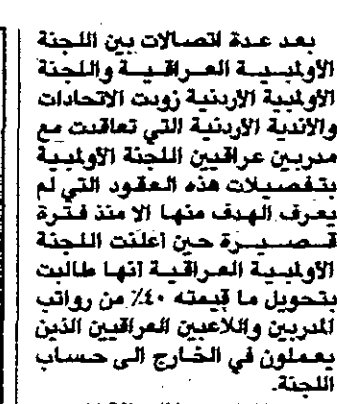 بعد عدة اتصالات بين اللجنة
الأولمبية العراقية واللجنة
الأولمبية الأردنية زودت الاتحادات
والأندية الأردنية التي تعاقدت مع
مدربين عراقيين اللجنة الأولمبية
بتفصيلات هذه العقود التي لم
يعرف الهدف منها الا منذ فترة
قصيرة حين أعلنت اللجنة
الأولمبية العراقية انها طالبت
بتحويل ما قيمته ٤٠٪ من رواتب
المدربين واللاعبين العراقيين الذين
يعملون في الخارج الى حساب
اللجنة.